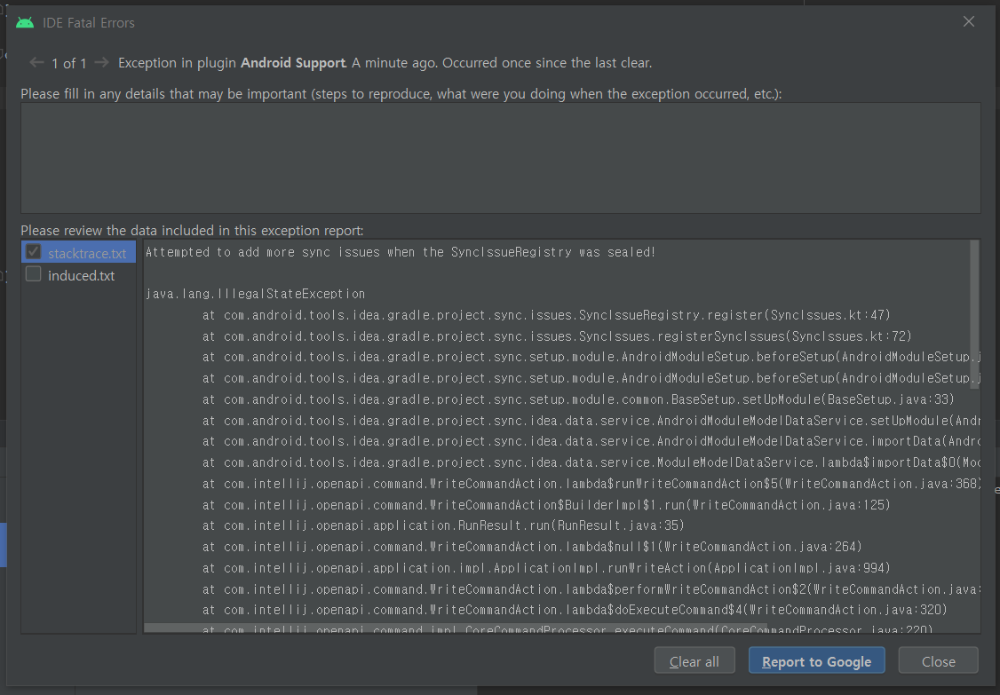 IDE Fatal Errors
1 of 1 Exception in plugin Android Support. A minute ago. Occurred once since the last clear.
Please fill in any details that may be important (steps to reproduce, what were you doing when the exception occurred, etc.):
Please review the data included in this exception report:
stacktrace.txt
induced.txt
Attempted to add more sync issues when the SyncIssueRegistry was sealed!
java.lang.IllegalStateException
at com.android.tools.idea.gradle.project.sync.issues.SyncIssueRegistry.register(SyncIssues.kt:47)
at com.android.tools.idea.gradle.project.sync.issues.SyncIssues.registerSyncIssues(SyncIssues.kt:72)
at com.android.tools.idea.gradle.project.sync.setup.module.AndroidModuleSetup.beforeSetup(AndroidModuleSetup.j
at com.android.tools.idea.gradle.project.sync.setup.module.AndroidModuleSetup.beforeSetup(AndroidModuleSetup.j
at com.android.tools.idea.gradle.project.sync.setup.module.common.BaseSetup.setUpModule(BaseSetup.java:33)
at com.android.tools.idea.gradle.project.sync.idea.data.service.AndroidModuleModelDataService.setUpModule(Andr
at com.android.tools.idea.gradle.project.sync.idea.data.service.AndroidModuleModelDataService.importData(Andro
at com.android.tools.idea.gradle.project.sync.idea.data.service.ModuleModelDataService.lambda$importData$0(Mod
at com.intellij.openapi.command.WriteCommandAction.lambda$runWriteCommandAction$5(WriteCommandAction.java:368)
at com.intellij.openapi.command.WriteCommandAction$BuilderImpl$1.run(WriteCommandAction.java:125)
at com.intellij.openapi.application.RunResult.run(RunResult.java:35)
at com.intellij.openapi.command.WriteCommandAction.lambda$null$1(WriteCommandAction.java:264)
at com.intellij.openapi.application.impl.ApplicationImpl.runWriteAction(ApplicationImpl.java:994)
at com.intellij.openapi.command.WriteCommandAction.lambda$performWriteCommandAction$2(WriteCommandAction.java:
at com.intellij.openapi.command.WriteCommandAction.lambda$doExecuteCommand$4(WriteCommandAction.java:320)
at com.intellij.openapi.command.impl.CoreCommandProcessor.executeCommand(CoreCommandProcessor.java:220)
Clear all
Report to Google
Close